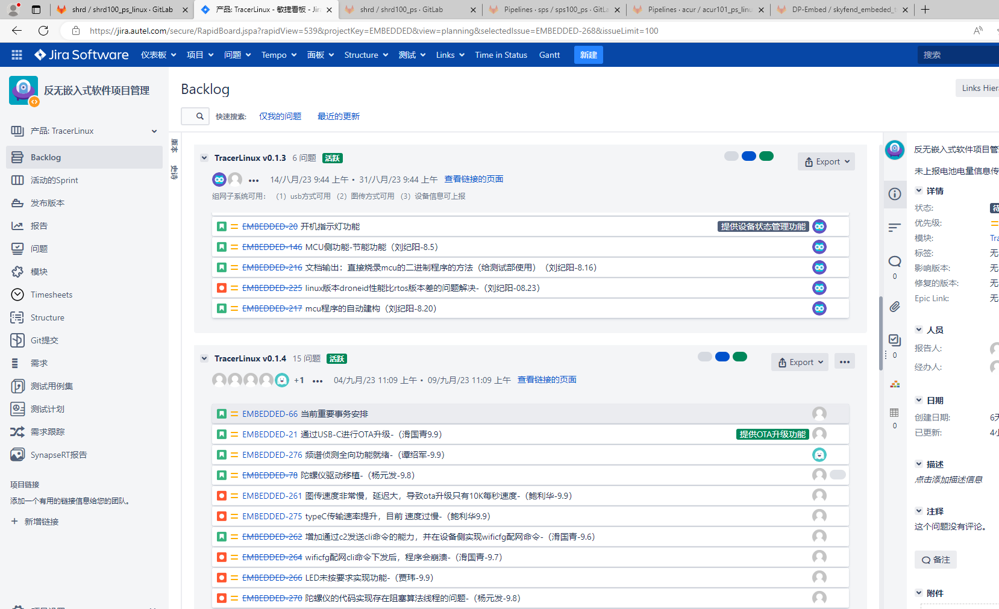 shrd / shrd100_ps_linux · GitLab
产品: TracerLinux - 敏捷看板 - Jir
shrd / shrd100_ps · GitLab
Pipelines · sps / sps100_ps · GitLa
Pipelines · acur / acur101_ps_linu
DP-Embed / skyfend_embeded_t
https://jira.autel.com/secure/RapidBoard.jspa?rapidView=539&projectKey=EMBEDDED&view=planning&selectedIssue=EMBEDDED-268&issueLimit=100
Jira Software 仪表板 项目 问题 Tempo 面板 Structure 测试 Links Time in Status Gantt 新建 搜索
反无嵌入式软件项目管理
产品: TracerLinux
Backlog
活动的Sprint
发布版本
报告
问题
模块
Timesheets
Structure
Git提交
需求
测试用例集
测试计划
需求跟踪
SynapseRT报告
项目链接
添加一个有用的链接信息给您的团队。
+ 新增链接
Backlog
Links Hier
快速搜索: 仅我的问题 最近的更新
版本
史诗
TracerLinux v0.1.3 6 问题 活跃
Export
14/八月/23 9:44 上午 • 31/八月/23 9:44 上午 查看链接的页面
组网子系统可用： （1）usb方式可用 （2）图传方式可用 （3）设备信息可上报
EMBEDDED-20 开机指示灯功能 提供设备状态管理功能
EMBEDDED-146 MCU侧功能-节能功能（刘纪阳-8.5）
EMBEDDED-216 文档输出：直接烧录mcu的二进制程序的方法（给测试部使用）（刘纪阳-8.16）
EMBEDDED-225 linux版本droneid性能比rtos版本差的问题解决-（刘纪阳-08.23）
EMBEDDED-217 mcu程序的自动建构（刘纪阳-8.20）
TracerLinux v0.1.4 15 问题 活跃
Export
+1 04/九月/23 11:09 上午 • 09/九月/23 11:09 上午 查看链接的页面
EMBEDDED-66 当前重要事务安排
EMBEDDED-21 通过USB-C进行OTA升级-（滑国青9.9） 提供OTA升级功能
EMBEDDED-276 频谱侦测全向功能就绪-（谭绍军-9.9）
EMBEDDED-78 陀螺仪驱动移植-（杨元发-9.8）
EMBEDDED-261 图传速度非常慢，延迟大，导致ota升级只有10K每秒速度-（鲍利华-9.9）
EMBEDDED-275 typeC传输速率提升，目前 速度过慢-（鲍利华9.9）
EMBEDDED-262 增加通过c2发送cli命令的能力，并在设备侧实现wificfg配网命令-（滑国青-9.6）
EMBEDDED-264 wificfg配网cli命令下发后，程序会崩溃-（滑国青-9.7）
EMBEDDED-266 LED未按要求实现功能-（贾玮-9.9）
EMBEDDED-270 陀螺仪的代码实现存在阻塞算法线程的问题-（杨元发-9.8）
0
0
0
反无嵌入式软件项目管
未上报电池电量信息传
详情
状态: 待
优先级:
模块: Tra
标签: 无
影响版本: 无
修复的版本: 无
Epic Link: 无
人员
报告人:
经办人:
日期
创建日期: 6天
已更新: 4小
描述
点击添加描述信息
注释
这个问题没有评论。
备注
附件